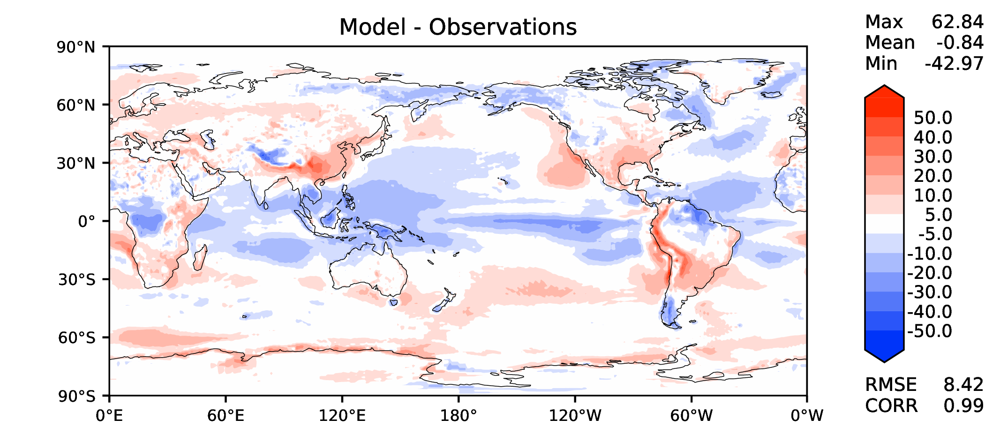 Model - Observations
Max 62.84
Mean -0.84
Min -42.97
90°N
60°N
30°N
0°
30°S
60°S
90°S
0°E 60°E 120°E 180° 120°W 60°W 0°W
50.0
40.0
30.0
20.0
10.0
5.0
-5.0
-10.0
-20.0
-30.0
-40.0
-50.0
RMSE 8.42
CORR 0.99